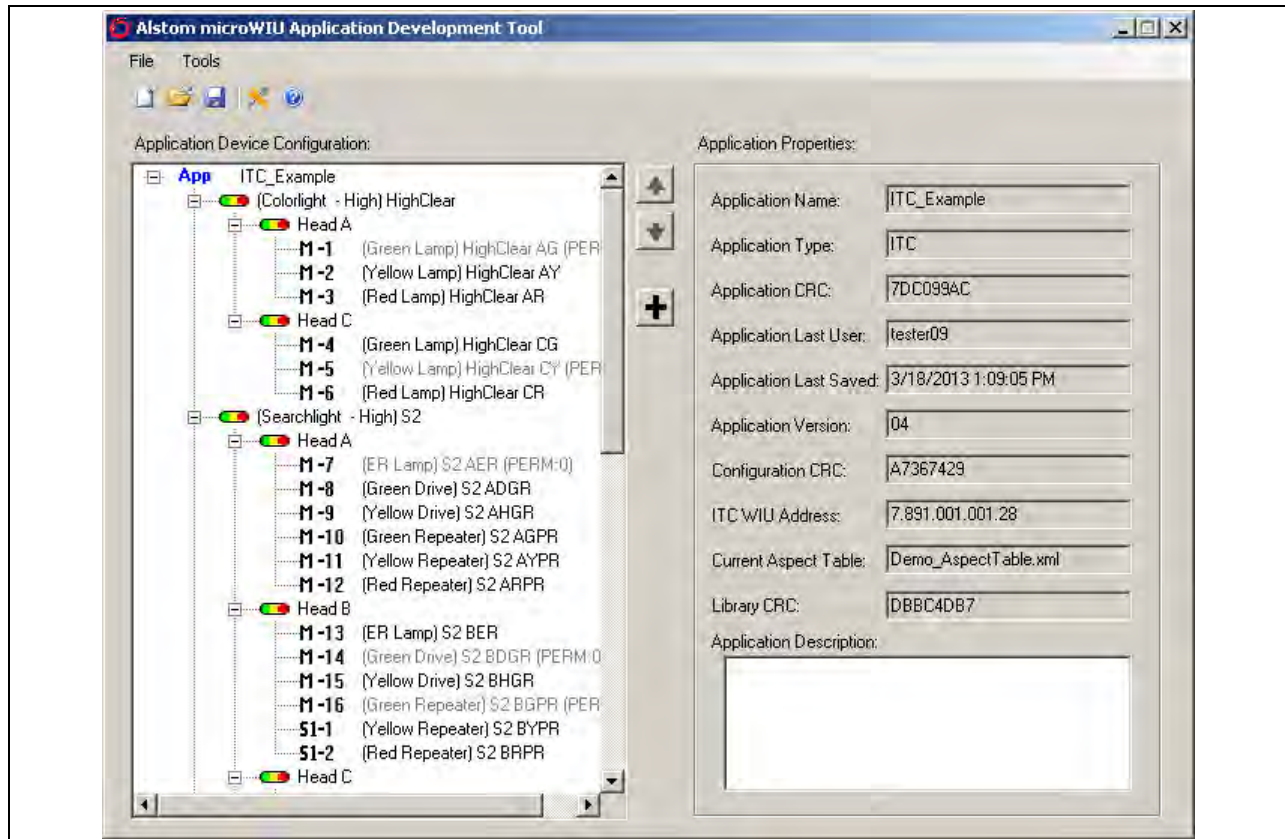 Alstom microWIU Application Development Tool
File Tools
Application Device Configuration:
App ITC_Example
(Colorlight - High) HighClear
Head A
M -1 (Green Lamp) HighClear AG (PER
M -2 (Yellow Lamp) HighClear AY
M -3 (Red Lamp) HighClear AR
Head C
M -4 (Green Lamp) HighClear CG
M -5 (Yellow Lamp) HighClear CY (PER
M -6 (Red Lamp) HighClear CR
(Searchlight - High) S2
Head A
M -7 (ER Lamp) S2 AER (PERM:0)
M -8 (Green Drive) S2 ADGR
M -9 (Yellow Drive) S2 AHGR
M -10 (Green Repeater) S2 AGPR
M -11 (Yellow Repeater) S2 AYPR
M -12 (Red Repeater) S2 ARPR
Head B
M -13 (ER Lamp) S2 BER
M -14 (Green Drive) S2 BDGR (PERM:0
M -15 (Yellow Drive) S2 BHGR
M -16 (Green Repeater) S2 BGPR (PER
S1-1 (Yellow Repeater) S2 BYPR
S1-2 (Red Repeater) S2 BRPR
Head C
Application Properties:
Application Name: ITC_Example
Application Type: ITC
Application CRC: 7DC099AC
Application Last User: tester09
Application Last Saved: 3/18/2013 1:09:05 PM
Application Version: 04
Configuration CRC: A7367429
ITC WIU Address: 7.891.001.001.28
Current Aspect Table: Demo_AspectTable.xml
Library CRC: DBBC4DB7
Application Description: